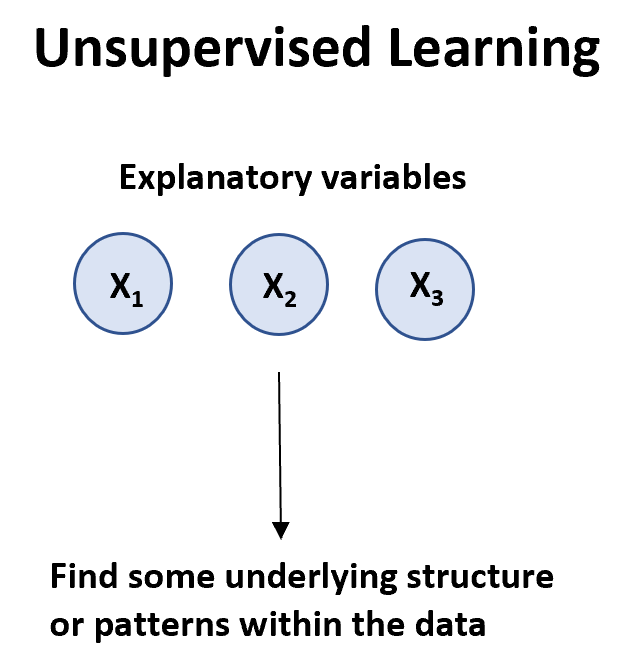 Unsupervised Learning
Explanatory variables
X₁ X₂ X₃
Find some underlying structure
or patterns within the data